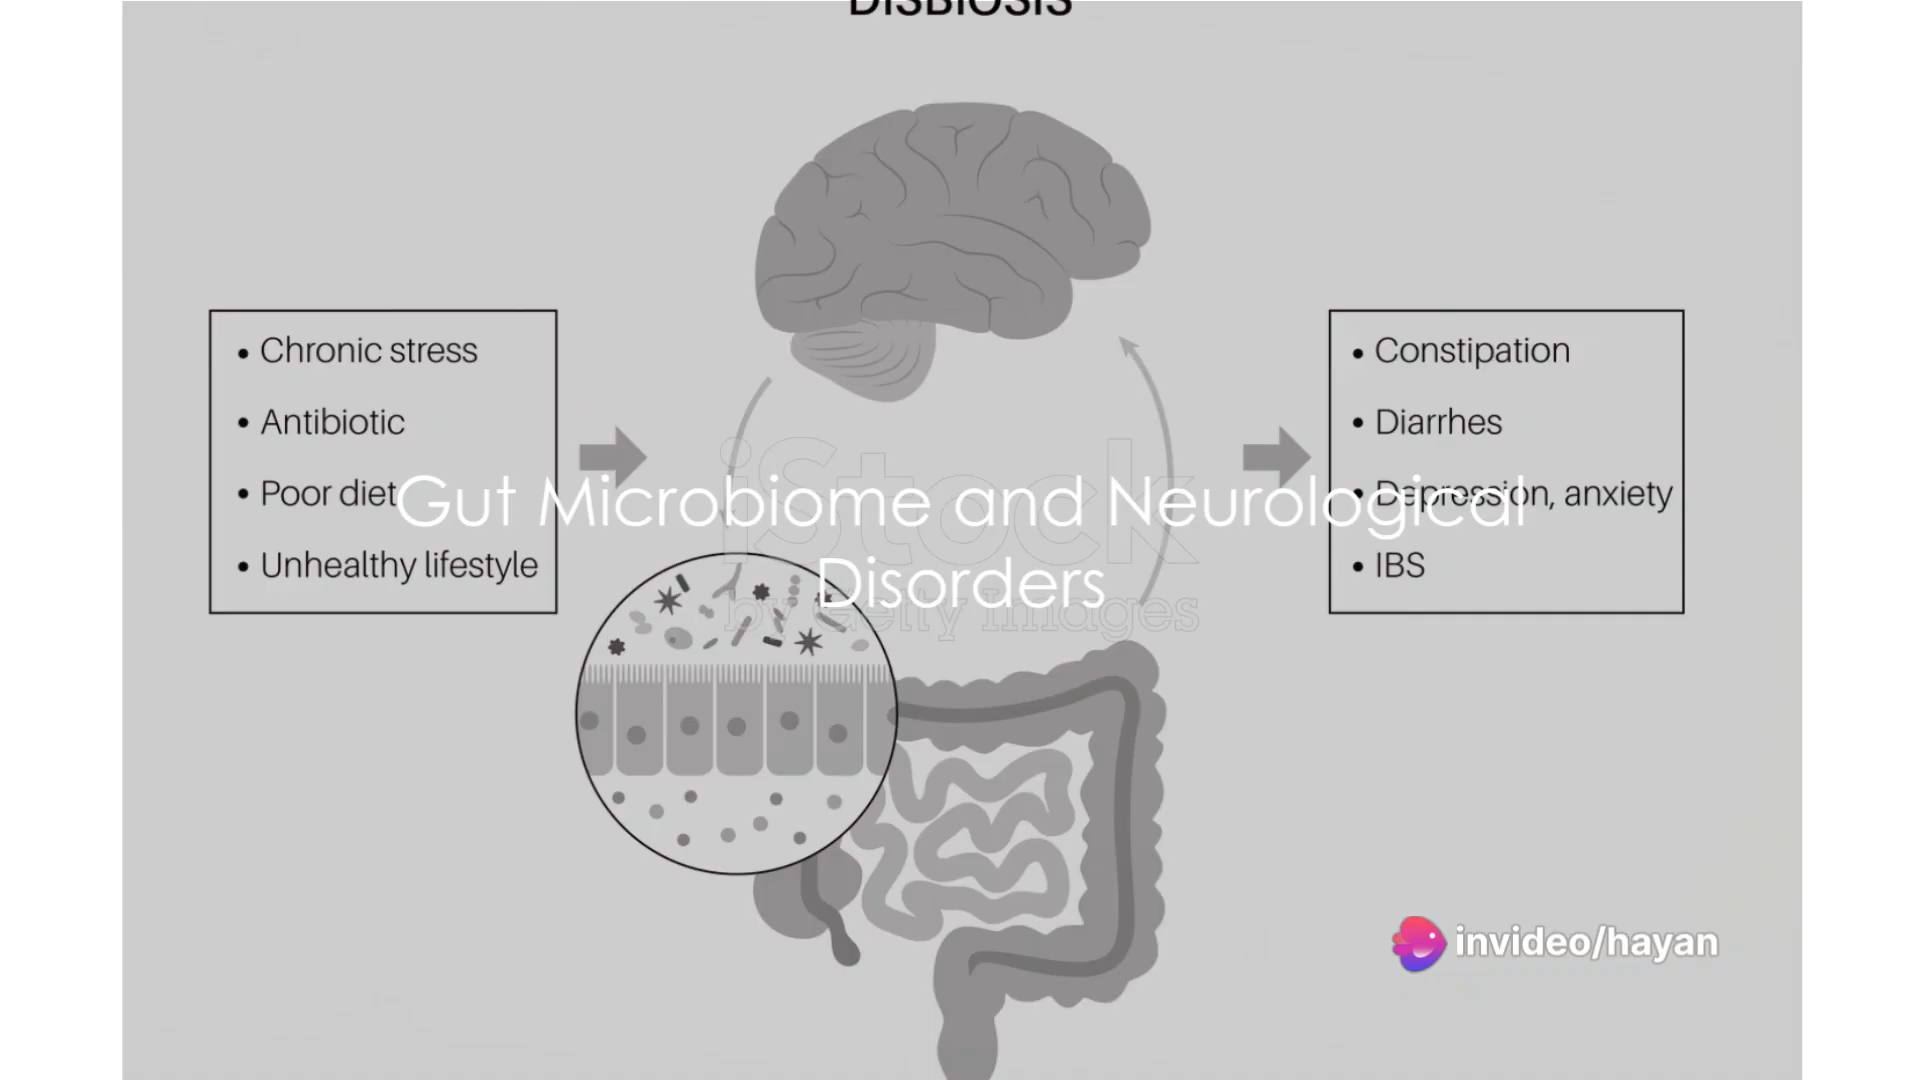 DISBIOSIS
• Chronic stress
• Antibiotic
• Poor diet
• Unhealthy lifestyle
• Constipation
• Diarrhes
• Depression, anxiety
• IBS
Gut Microbiome and Neurological
Disorders
iStock
by Getty Images
invideo/hayan